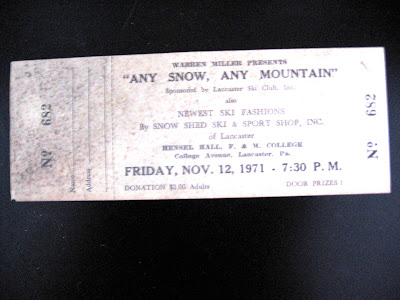 Nº 682
Name
Address
WARREN MILLER PRESENTS
"ANY SNOW, ANY MOUNTAIN"
Sponsored by Lancaster Ski Club, Inc.
also
NEWEST SKI FASHIONS
By SNOW SHED SKI & SPORT SHOP, INC.
of Lancaster
HENSEL HALL, F. & M. COLLEGE
College Avenue, Lancaster, Pa.
FRIDAY, NOV. 12, 1971 - 7:30 P. M.
DONATION Adults
DOOR PRIZES !
Nº 682